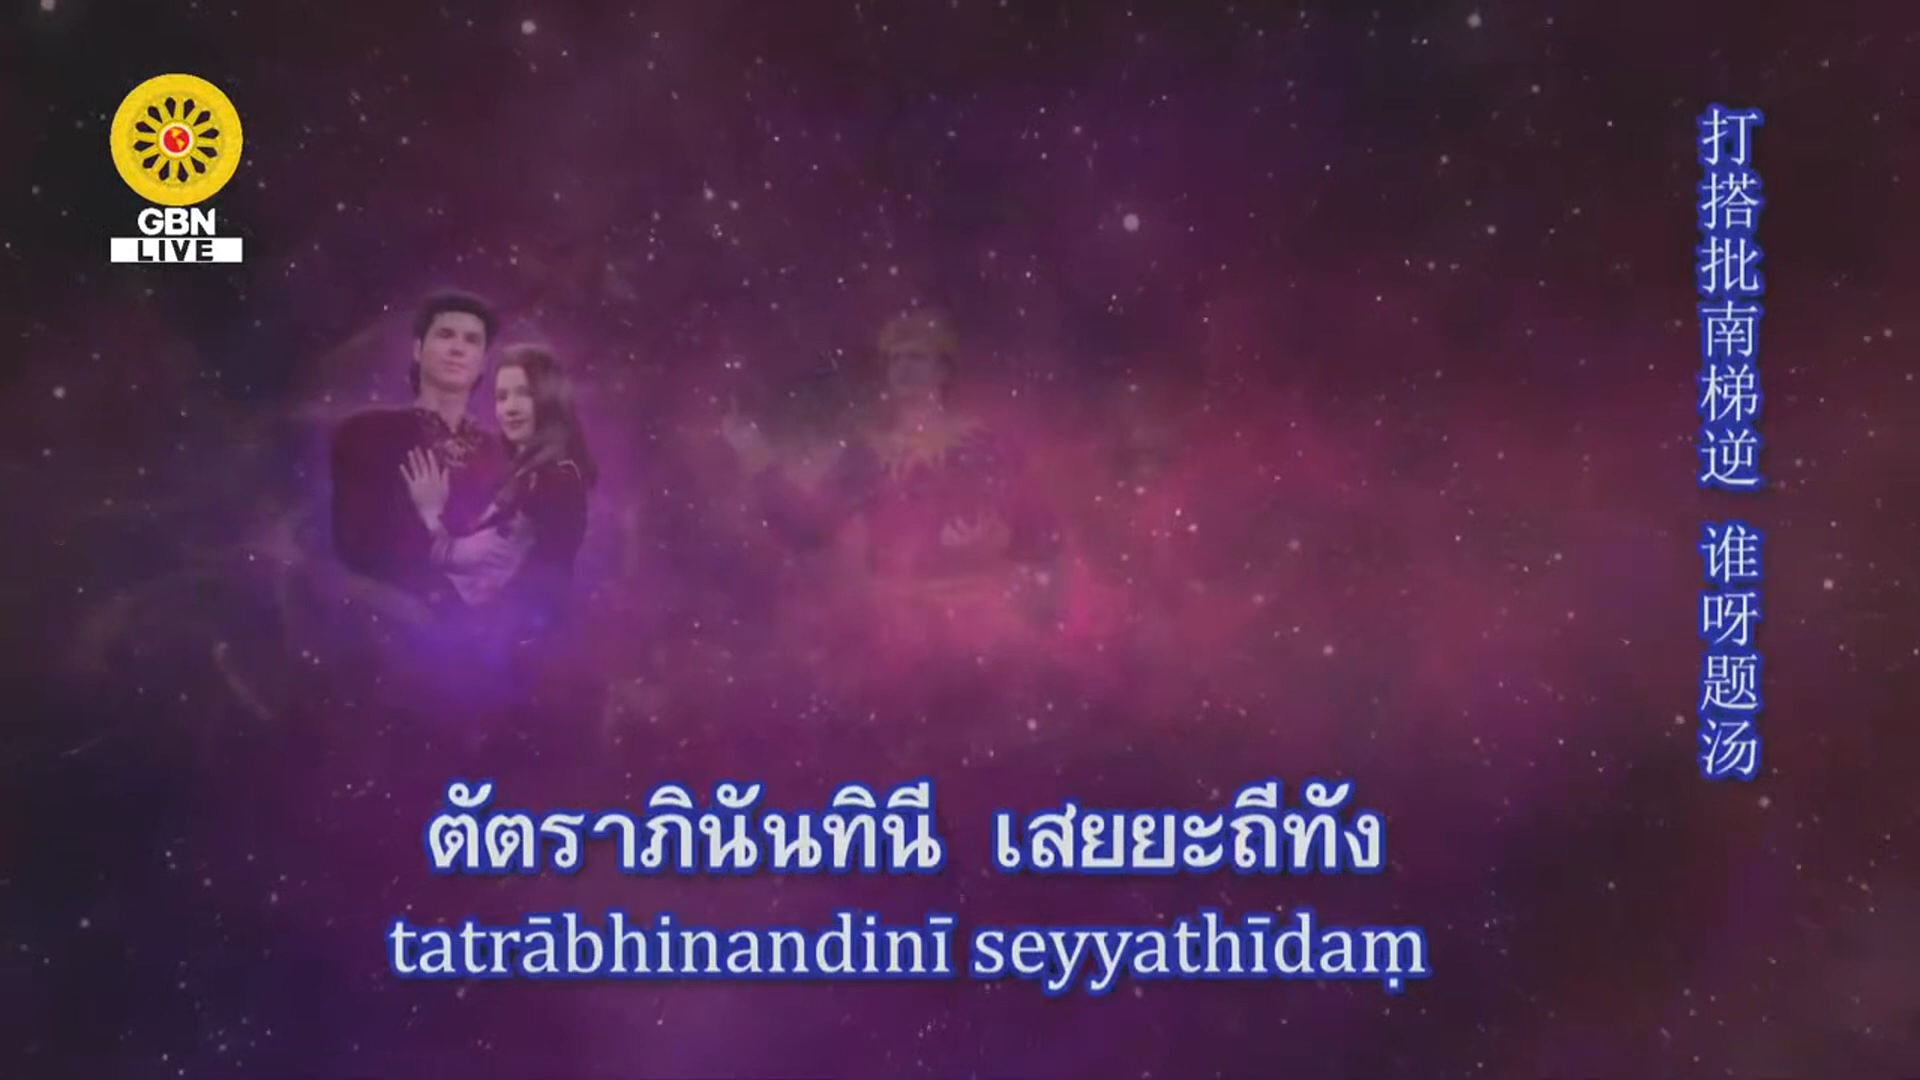 GBN
LIVE
打搭批南梯逆 谁呀题汤
ตัตราภินันทินี เสยยะถีทัง
tatrābhinandinī seyyathīdaṃ